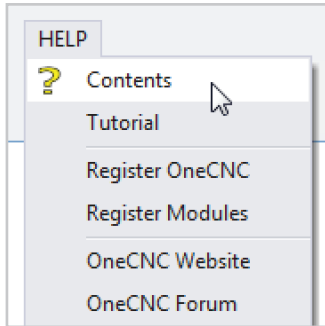 HELP
Contents
Tutorial
Register OneCNC
Register Modules
OneCNC Website
OneCNC Forum